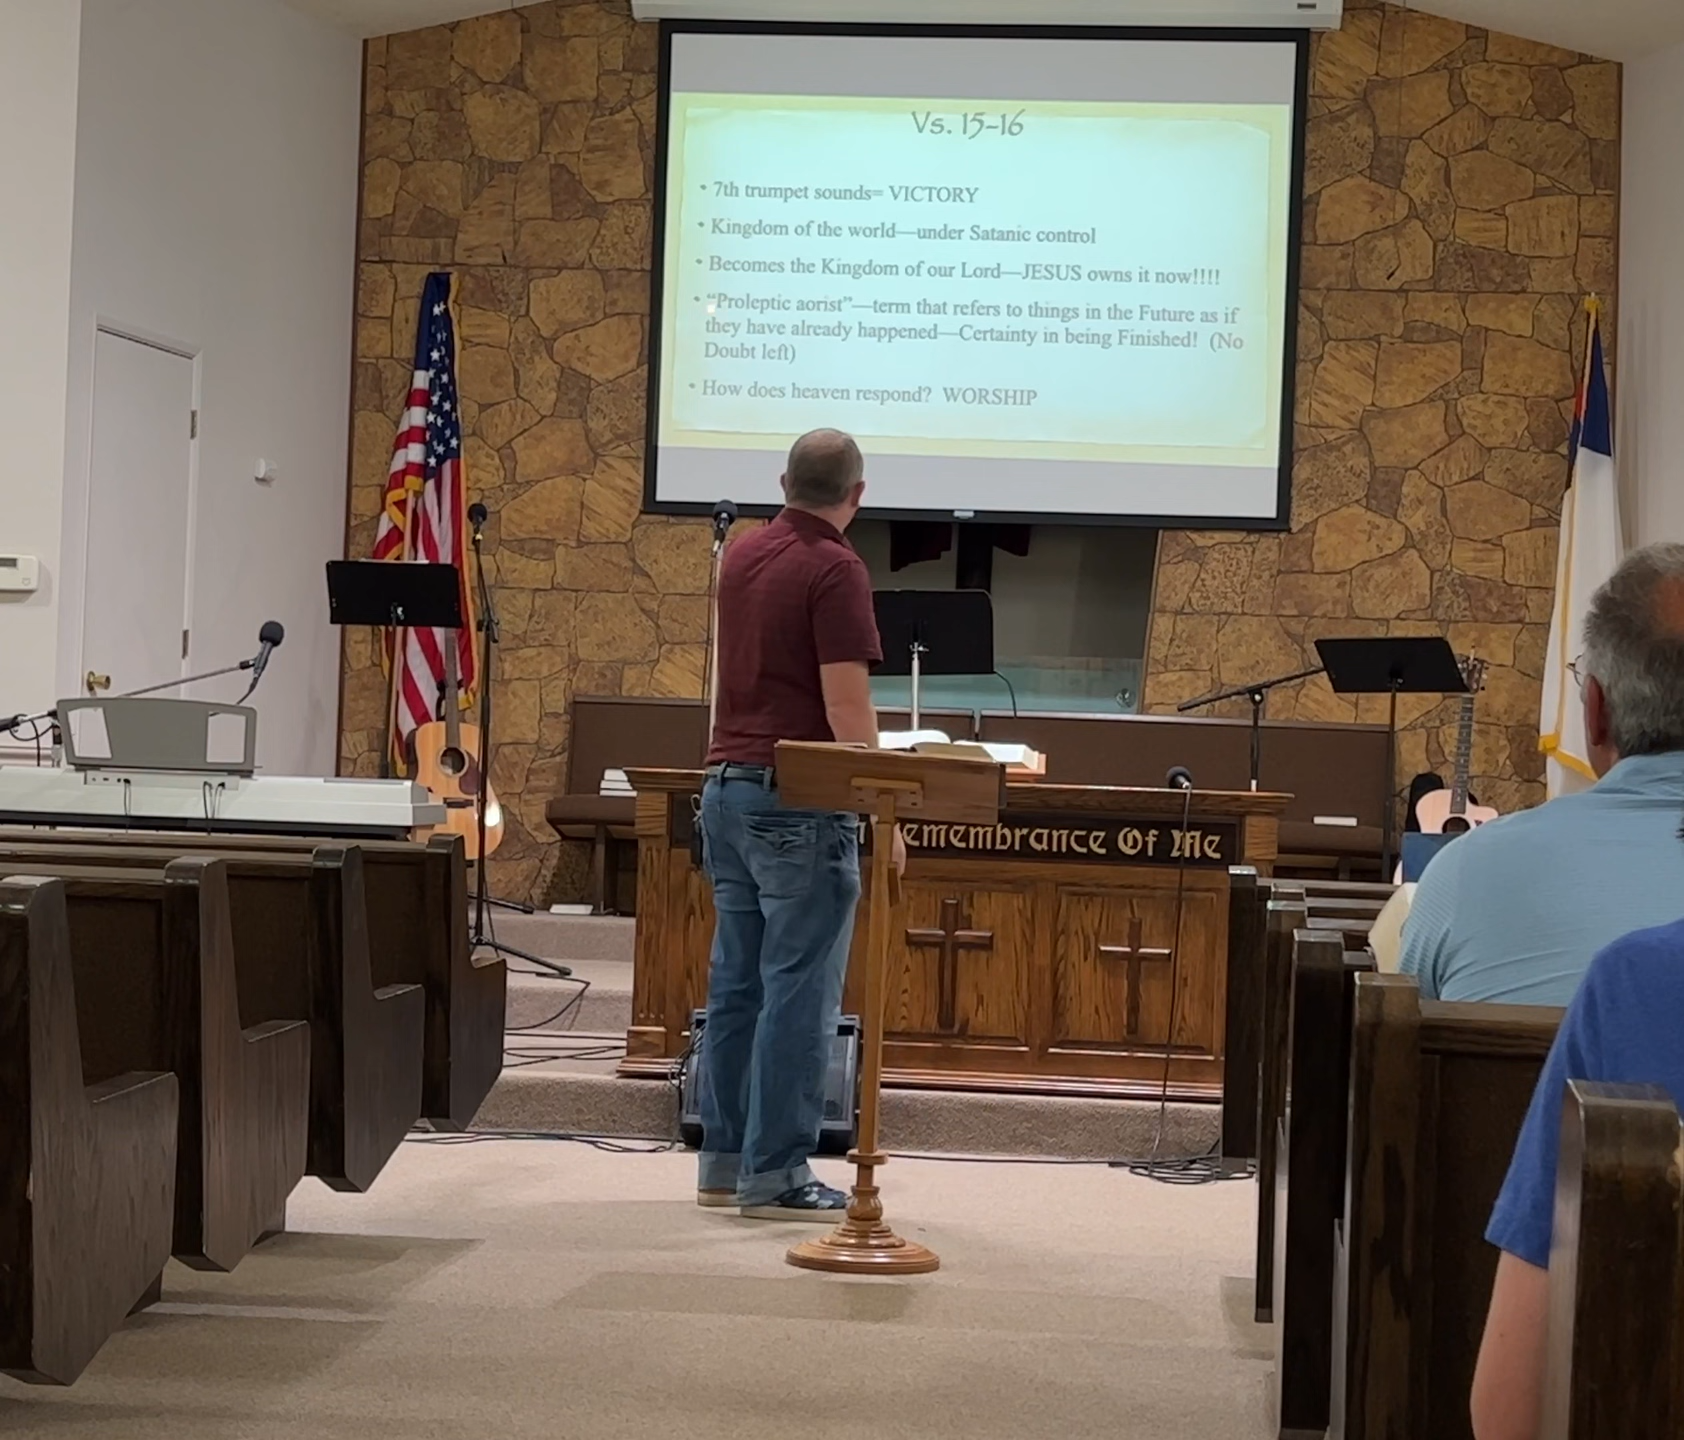 Vs. 15-16
• 7th trumpet sounds= VICTORY
• Kingdom of the world—under Satanic control
• Becomes the Kingdom of our Lord—JESUS owns it now!!!!
• “Proleptic aorist”—term that refers to things in the Future as if
they have already happened—Certainty in being Finished! (No
Doubt left)
• How does heaven respond? WORSHIP
emembrance Of Me